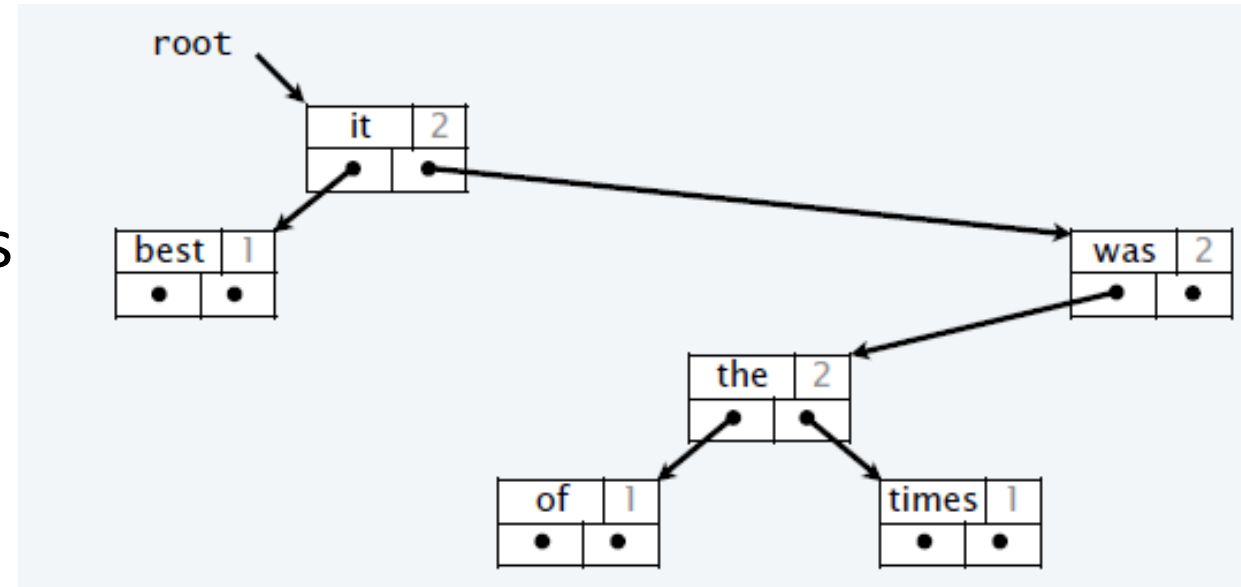 root
it 2
s
best 1
was 2
the 2
of 1
times 1